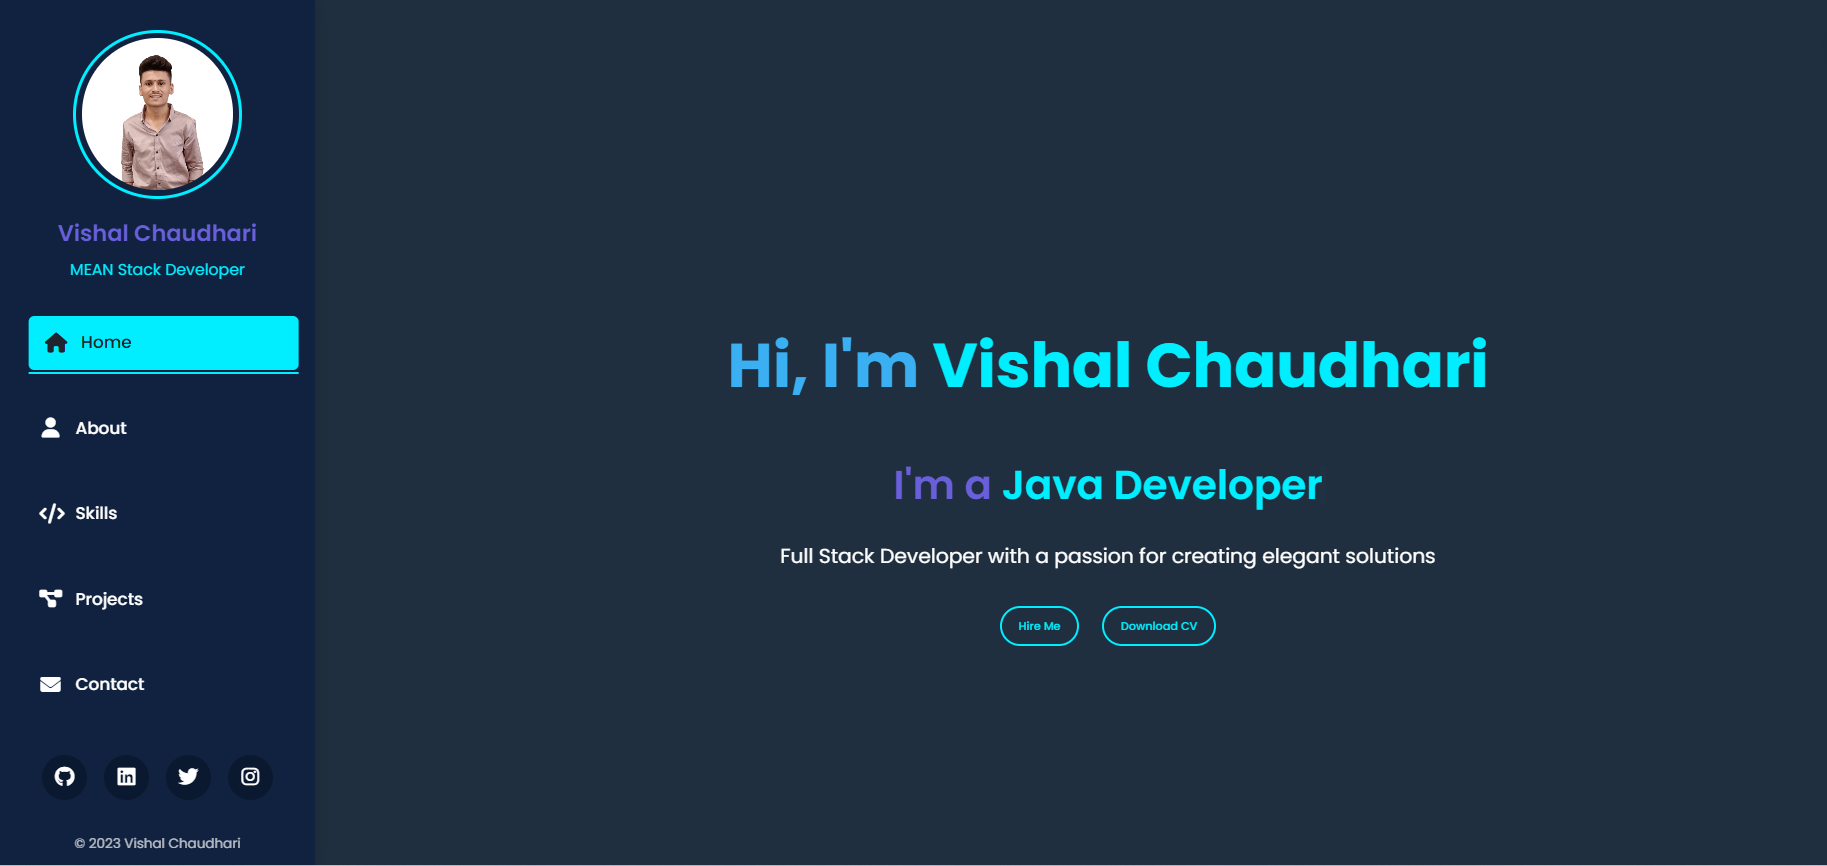 Vishal Chaudhari
MEAN Stack Developer
Home
About
Skills
Projects
Contact
© 2023 Vishal Chaudhari
Hi, I'm Vishal Chaudhari
I'm a Java Developer
Full Stack Developer with a passion for creating elegant solutions
Hire Me
Download CV